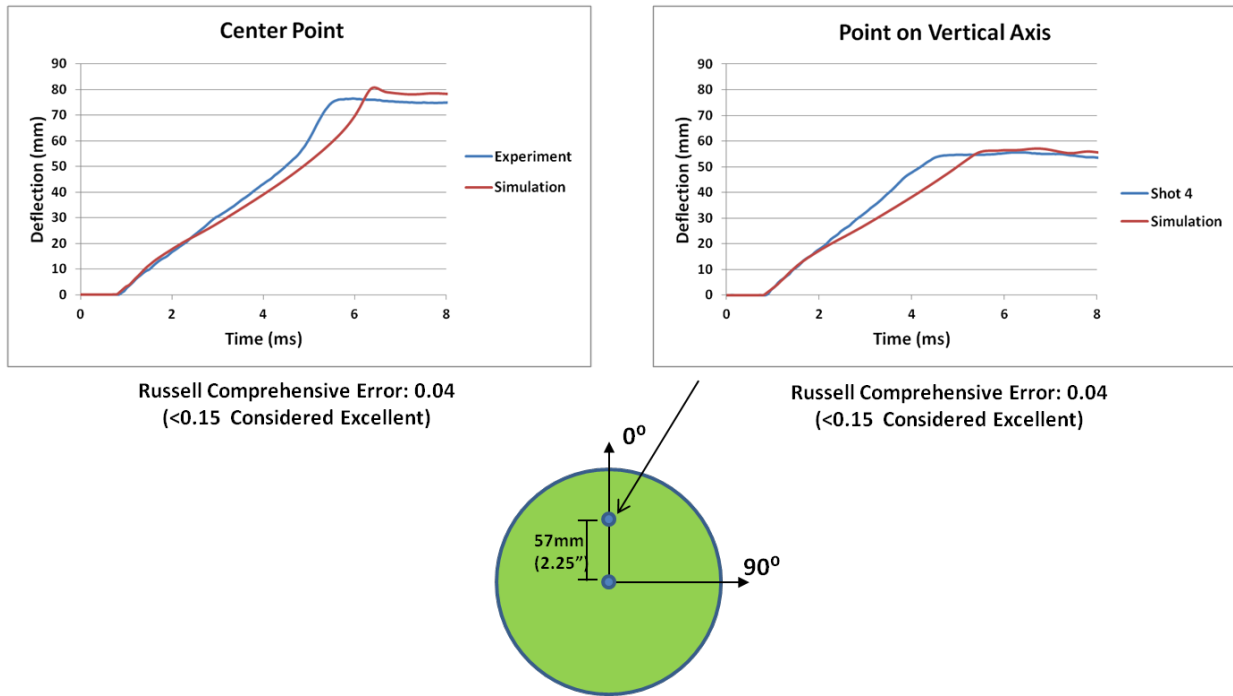 Center Point
Deflection (mm)
90
80
70
60
50
40
30
20
10
0
0 2 4 6 8
Time (ms)
Experiment
Simulation
Russell Comprehensive Error: 0.04
(<0.15 Considered Excellent)
Point on Vertical Axis
Deflection (mm)
90
80
70
60
50
40
30
20
10
0
0 2 4 6 8
Time (ms)
Shot 4
Simulation
Russell Comprehensive Error: 0.04
(<0.15 Considered Excellent)
0⁰
57mm
(2.25”)
90⁰